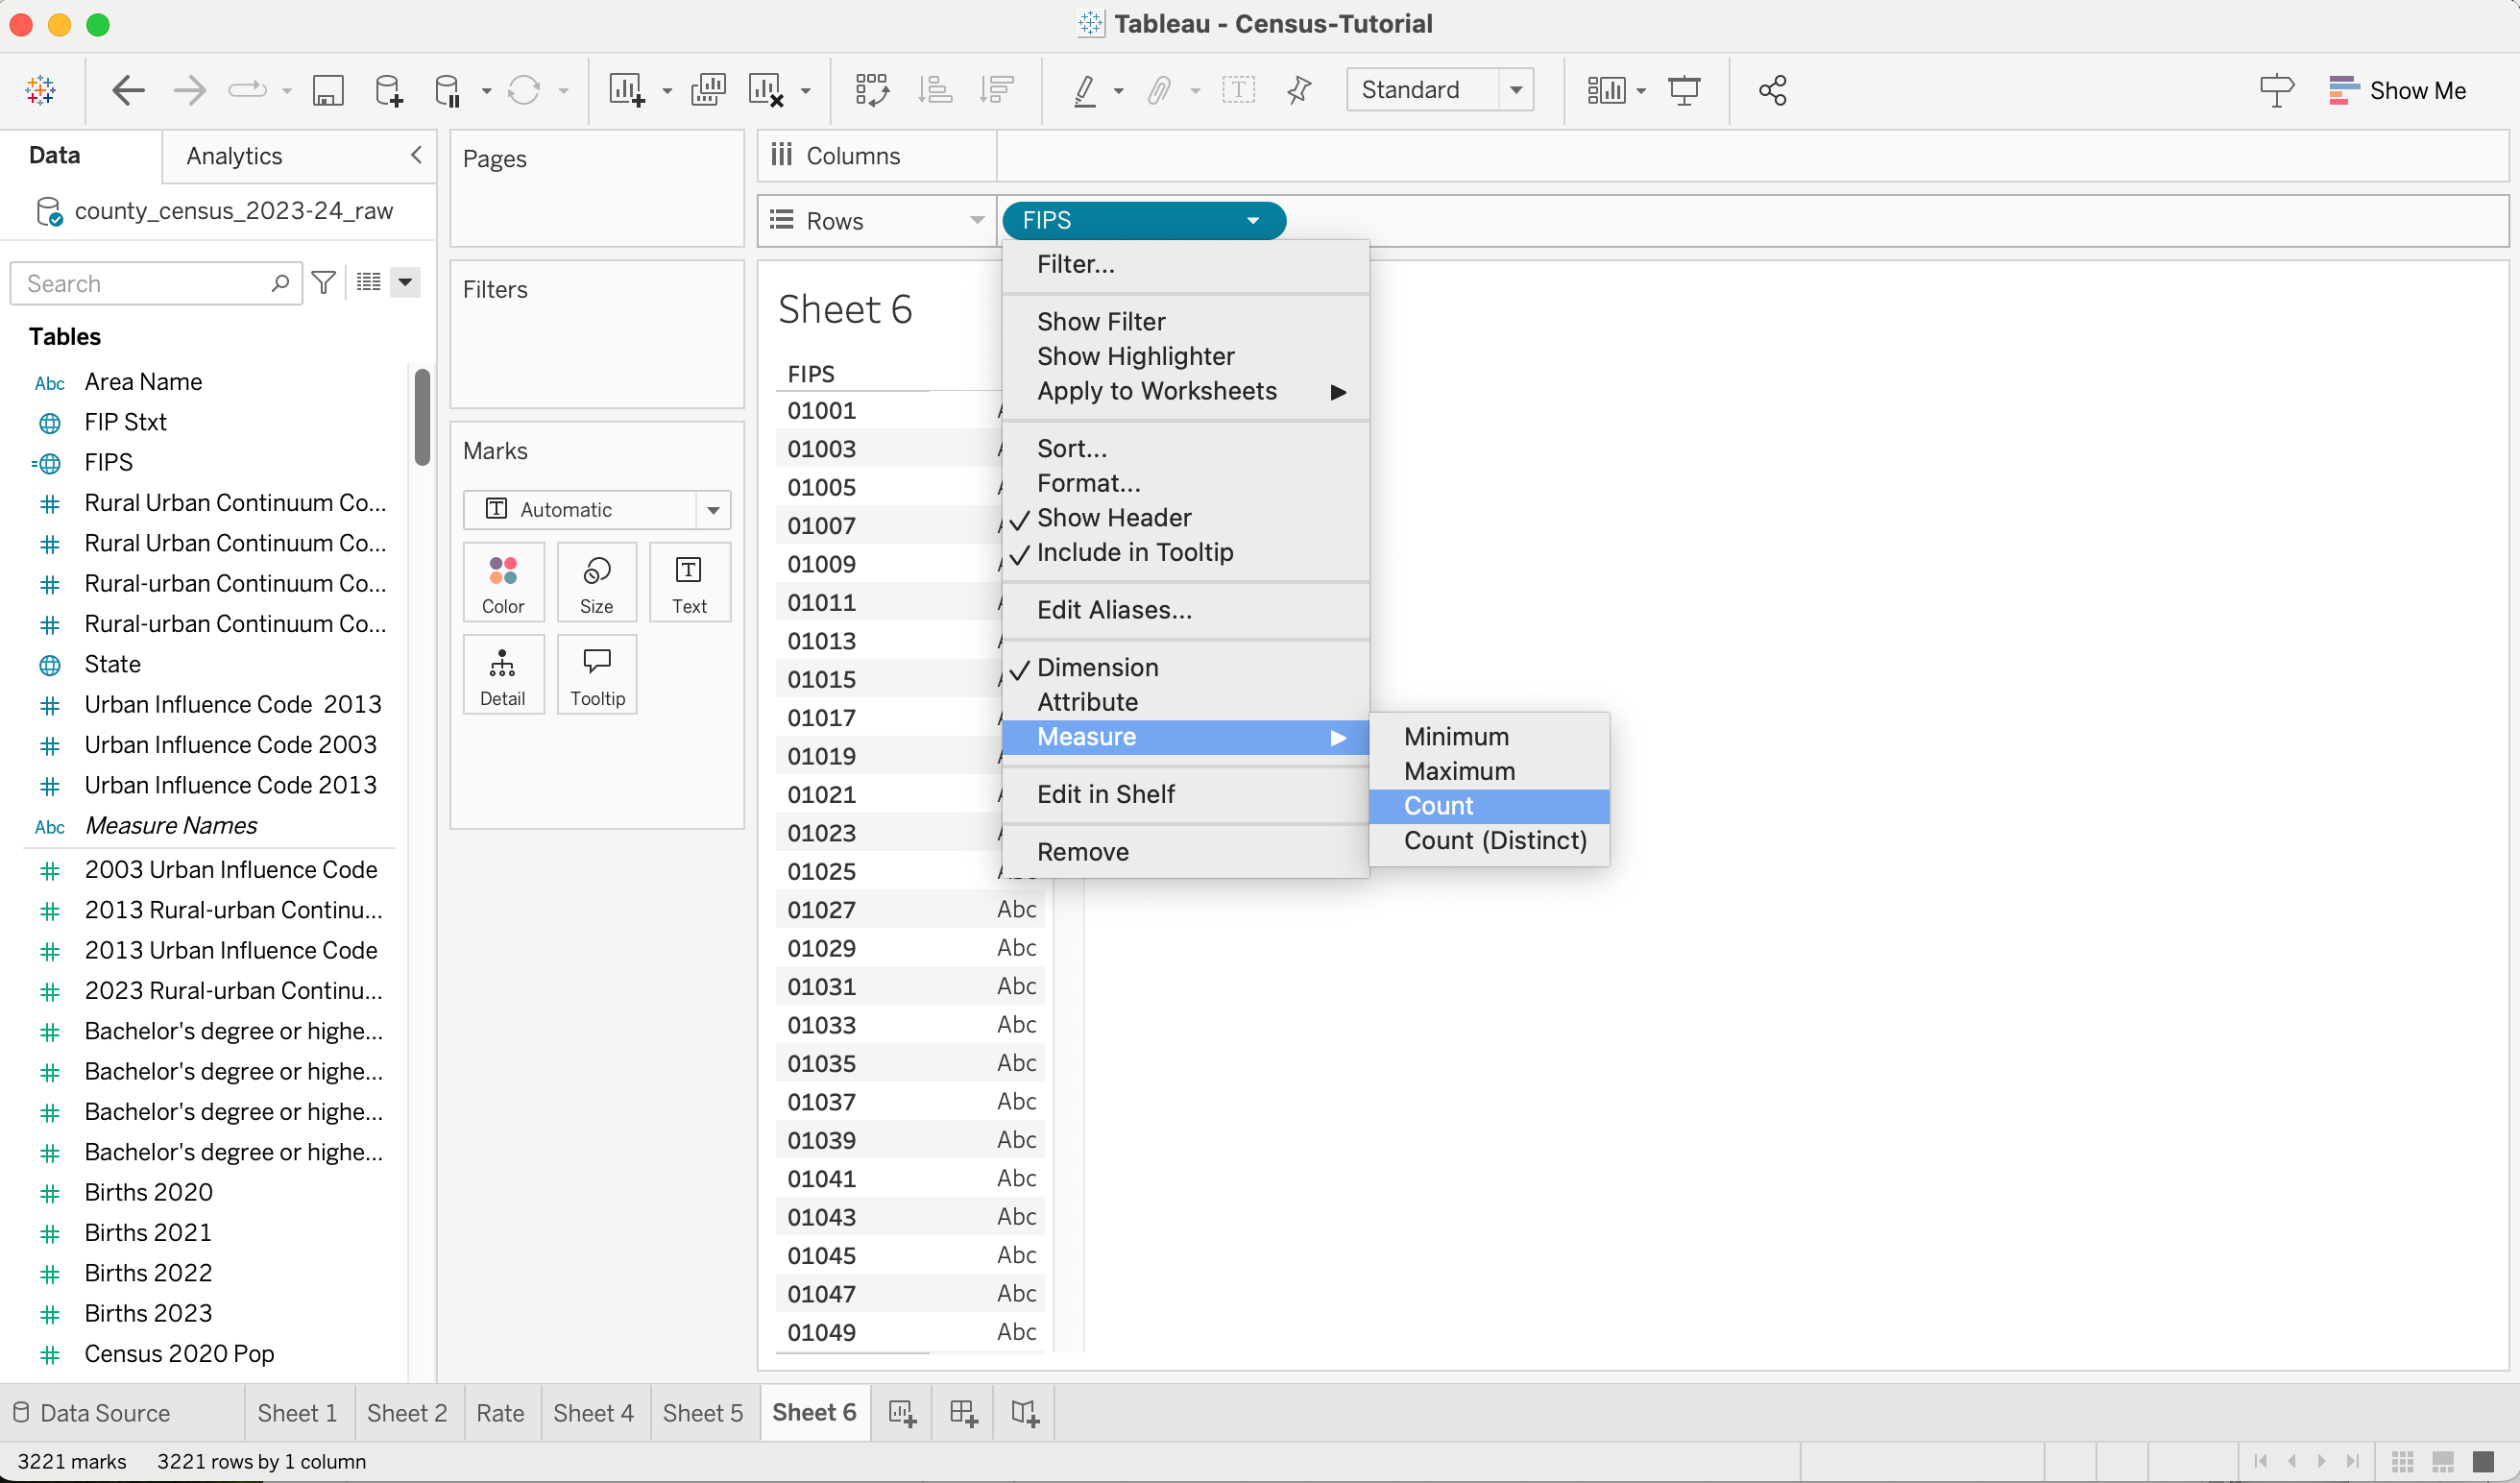 Tableau - Census-Tutorial
Standard
Show Me
Data
Analytics
Pages
Columns
county_census_2023-24_raw
Rows
FIPS
Search
Filters
Tables
Abc Area Name
FIP Stxt
FIPS
Rural Urban Continuum Co...
Rural Urban Continuum Co...
Rural-urban Continuum Co...
Rural-urban Continuum Co...
State
Urban Influence Code  2013
Urban Influence Code 2003
Urban Influence Code 2013
Abc Measure Names
2003 Urban Influence Code
2013 Rural-urban Continu...
2013 Urban Influence Code
2023 Rural-urban Continu...
Bachelor's degree or highe...
Bachelor's degree or highe...
Bachelor's degree or highe...
Bachelor's degree or highe...
Births 2020
Births 2021
Births 2022
Births 2023
Census 2020 Pop
Marks
Automatic
Color
Size
Text
Detail
Tooltip
Sheet 6
FIPS
01001
01003
01005
01007
01009
01011
01013
01015
01017
01019
01021
01023
01025
01027 Abc
01029 Abc
01031 Abc
01033 Abc
01035 Abc
01037 Abc
01039 Abc
01041 Abc
01043 Abc
01045 Abc
01047 Abc
01049 Abc
Filter...
Show Filter
Show Highlighter
Apply to Worksheets
Sort...
Format...
Show Header
Include in Tooltip
Edit Aliases...
Dimension
Attribute
Measure
Edit in Shelf
Remove
Minimum
Maximum
Count
Count (Distinct)
Data Source
Sheet 1
Sheet 2
Rate
Sheet 4
Sheet 5
Sheet 6
3221 marks
3221 rows by 1 column